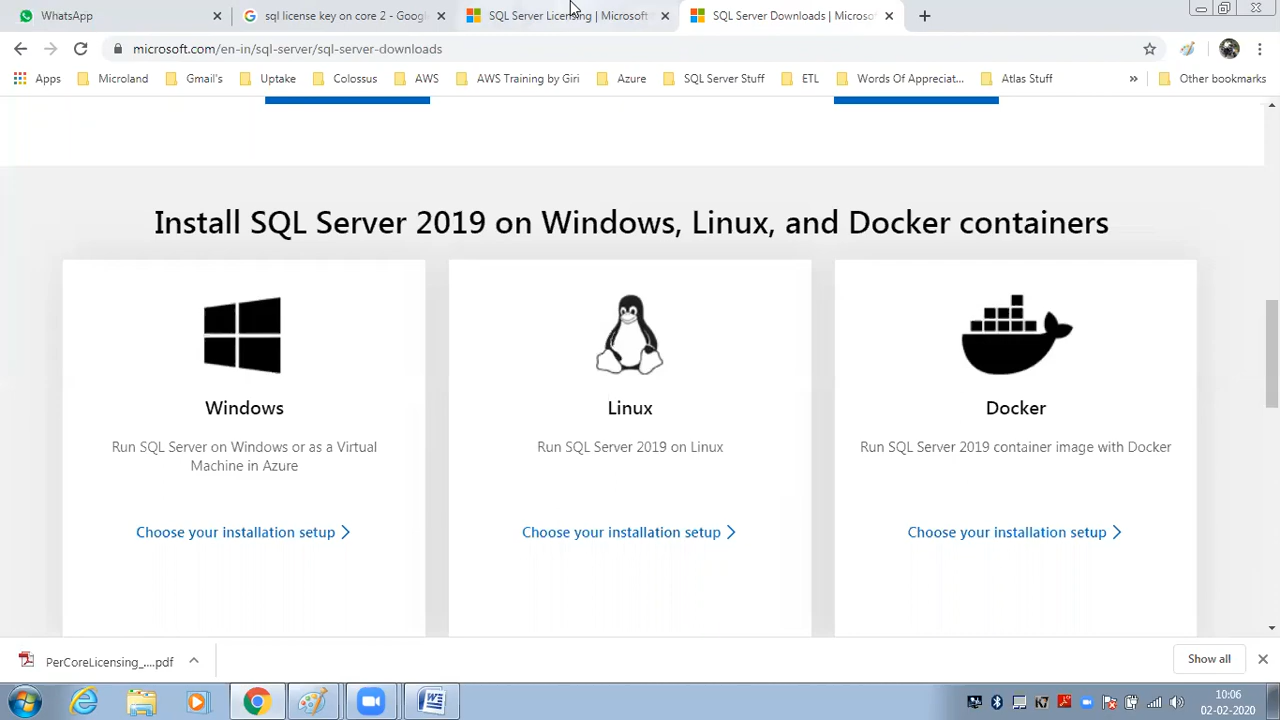 WhatsApp
sql license key on core 2 - Googl
SQL Server Licensing | Microsoft
SQL Server Downloads | Microso
microsoft.com/en-in/sql-server/sql-server-downloads
Apps
Microland
Gmail's
Uptake
Colossus
AWS
AWS Training by Giri
Azure
SQL Server Stuff
ETL
Words Of Appreciat...
Atlas Stuff
»
Other bookmarks
Install SQL Server 2019 on Windows, Linux, and Docker containers
Windows
Run SQL Server on Windows or as a Virtual
Machine in Azure
Choose your installation setup
Linux
Run SQL Server 2019 on Linux
Choose your installation setup
Docker
Run SQL Server 2019 container image with Docker
Choose your installation setup
PerCoreLicensing_....pdf
Show all
10:06
02-02-2020